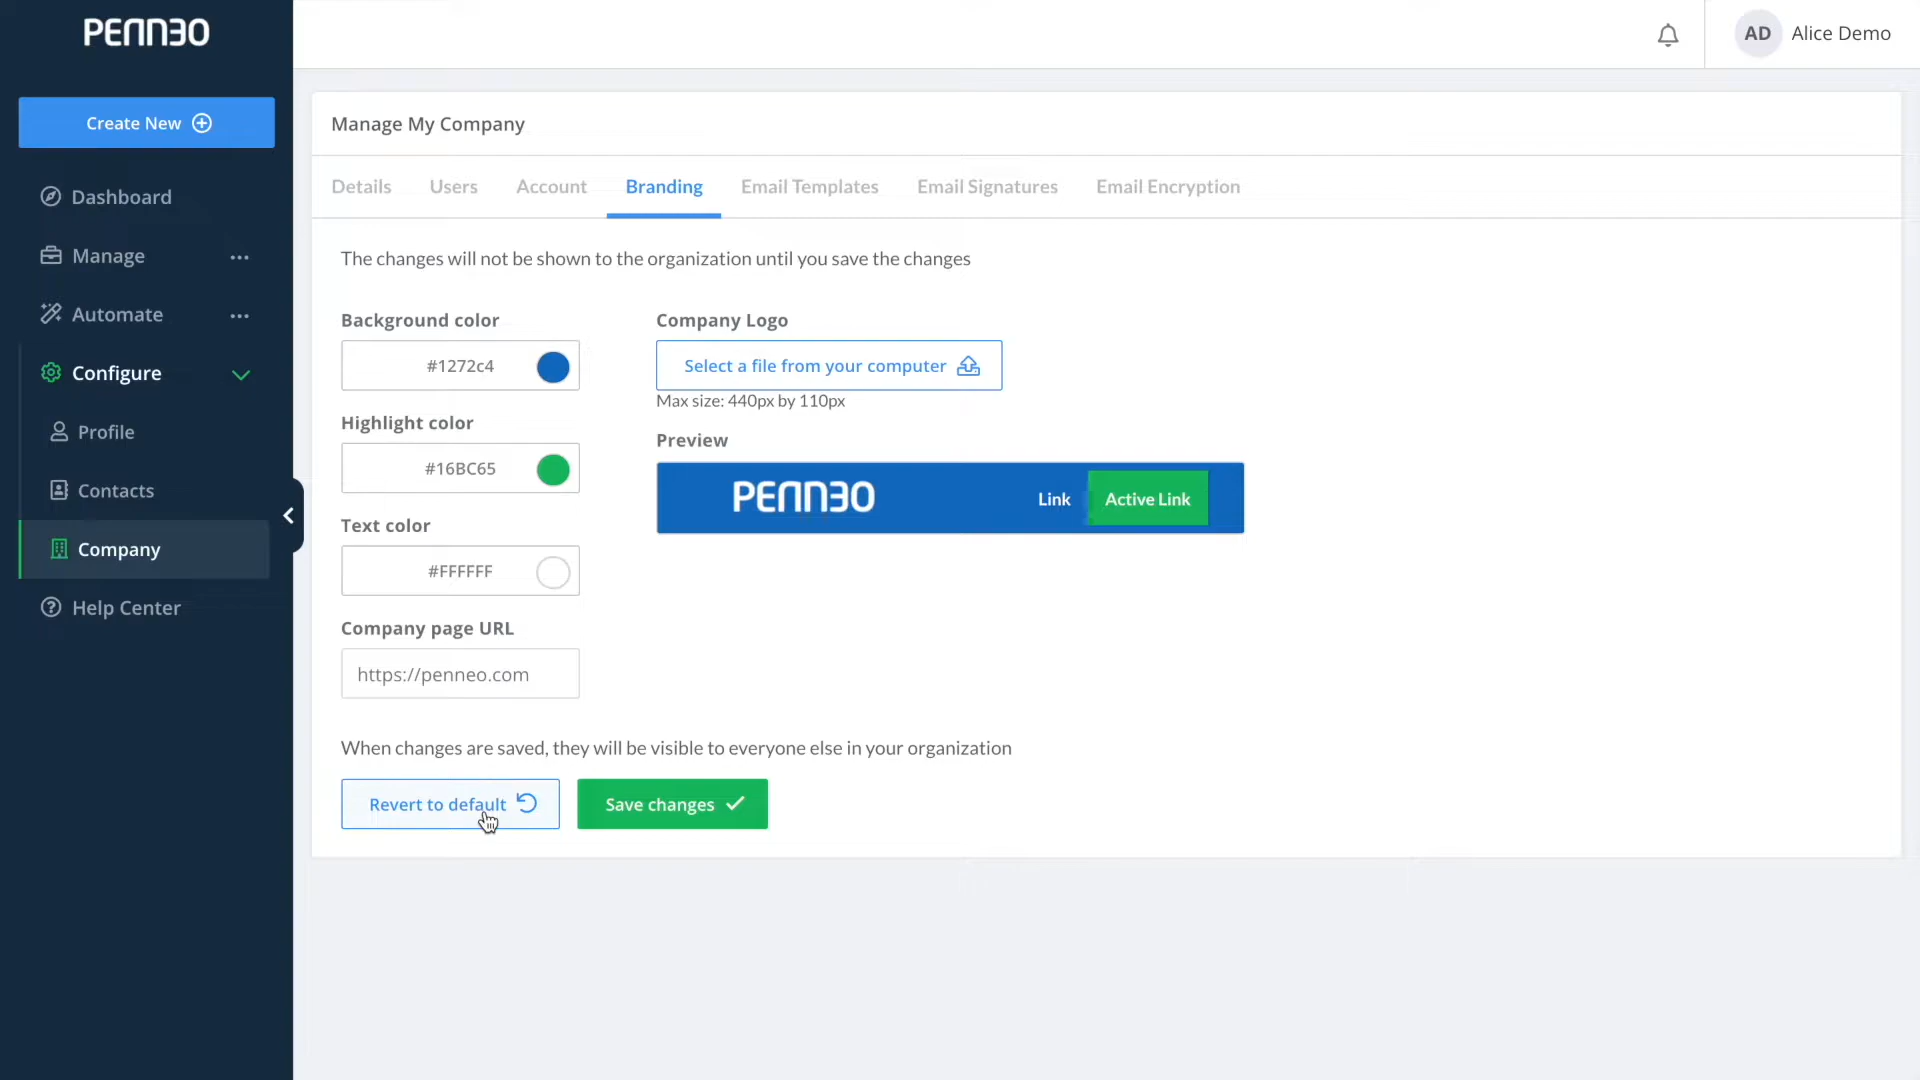 PENNEO
AD
Alice Demo
Create New
Manage My Company
Details
Users
Account
Branding
Email Templates
Email Signatures
Email Encryption
Dashboard
Manage
Automate
Configure
Profile
Contacts
Company
Help Center
The changes will not be shown to the organization until you save the changes
Background color
#1272c4
Highlight color
#16BC65
Text color
#FFFFFF
Company page URL
https://penneo.com
Company Logo
Select a file from your computer
Max size: 440px by 110px
Preview
PENNEO
Link
Active Link
When changes are saved, they will be visible to everyone else in your organization
Revert to default
Save changes